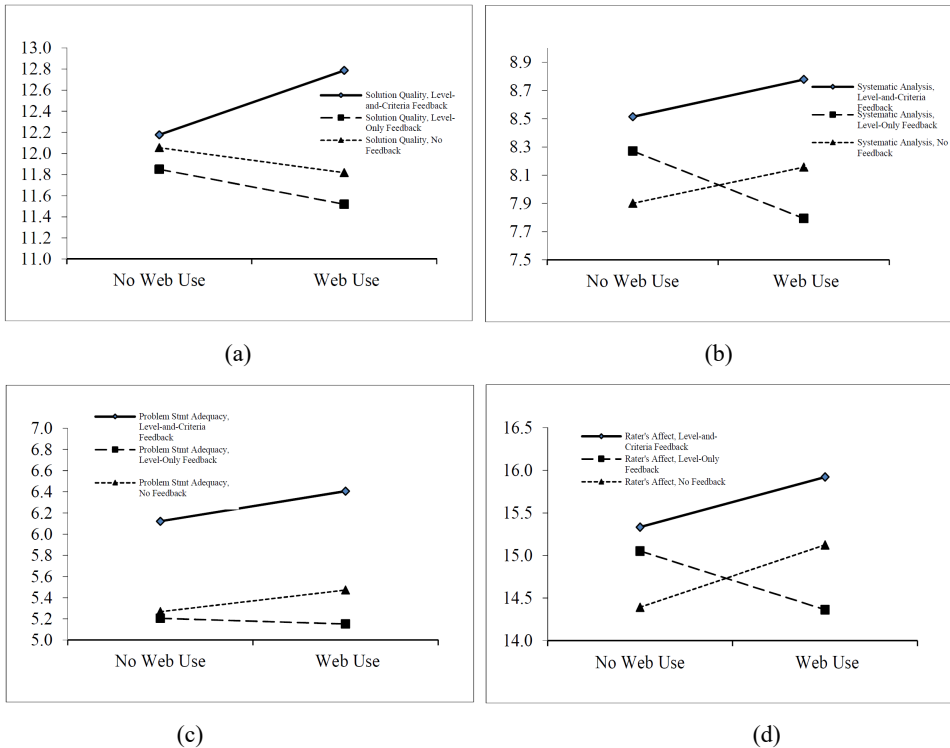 13.0
12.8
12.6
12.4
12.2
12.0
11.8
11.6
11.4
11.2
11.0
No Web Use
Web Use
Solution Quality, Level-
and-Criteria Feedback
Solution Quality, Level-
Only Feedback
Solution Quality, No
Feedback
(a)
8.9
8.7
8.5
8.3
8.1
7.9
7.7
7.5
No Web Use
Web Use
Systematic Analysis,
Level-and-Criteria
Feedback
Systematic Analysis,
Level-Only Feedback
Systematic Analysis, No
Feedback
(b)
7.0
6.8
6.6
6.4
6.2
6.0
5.8
5.6
5.4
5.2
5.0
No Web Use
Web Use
Problem Stmt Adequacy,
Level-and-Criteria
Feedback
Problem Stmt Adequacy,
Level-Only Feedback
Problem Stmt Adequacy,
No Feedback
(c)
16.5
16.0
15.5
15.0
14.5
14.0
No Web Use
Web Use
Rater's Affect, Level-and-
Criteria Feedback
Rater's Affect, Level-Only
Feedback
Rater's Affect, No Feedback
(d)